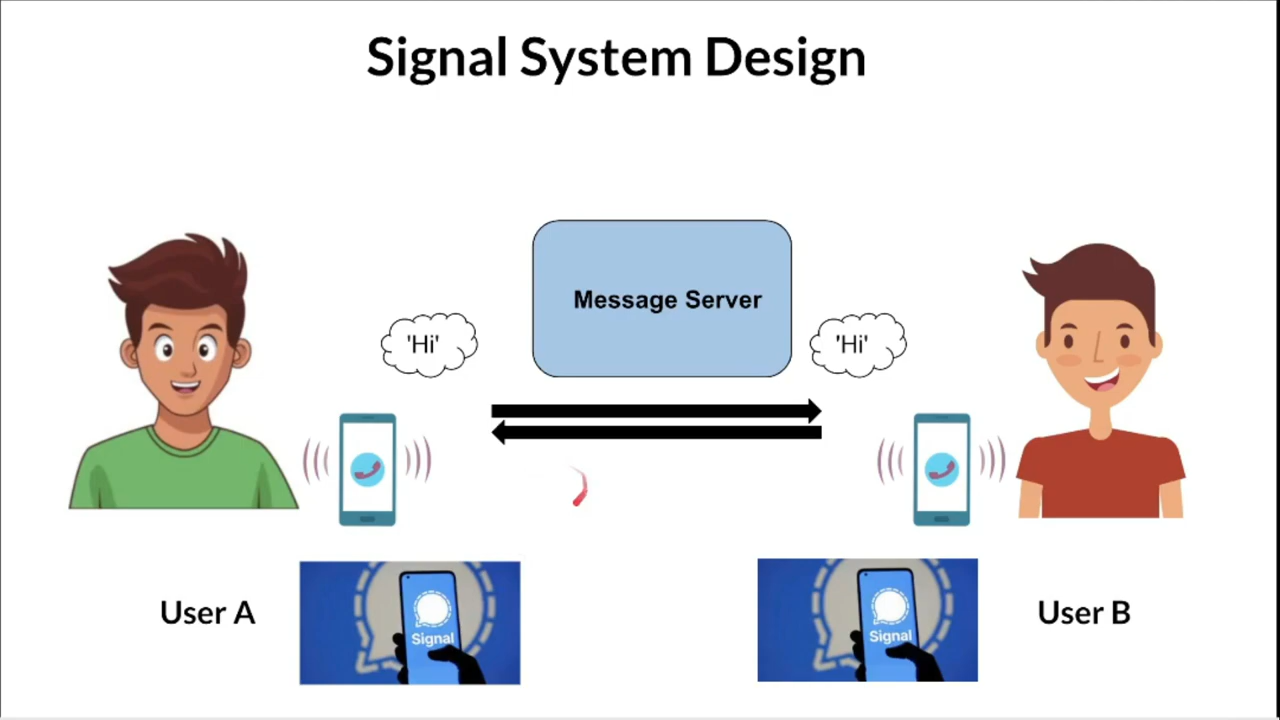 Signal System Design
Message Server
'Hi'
'Hi'
User A
Signal
Signal
User B